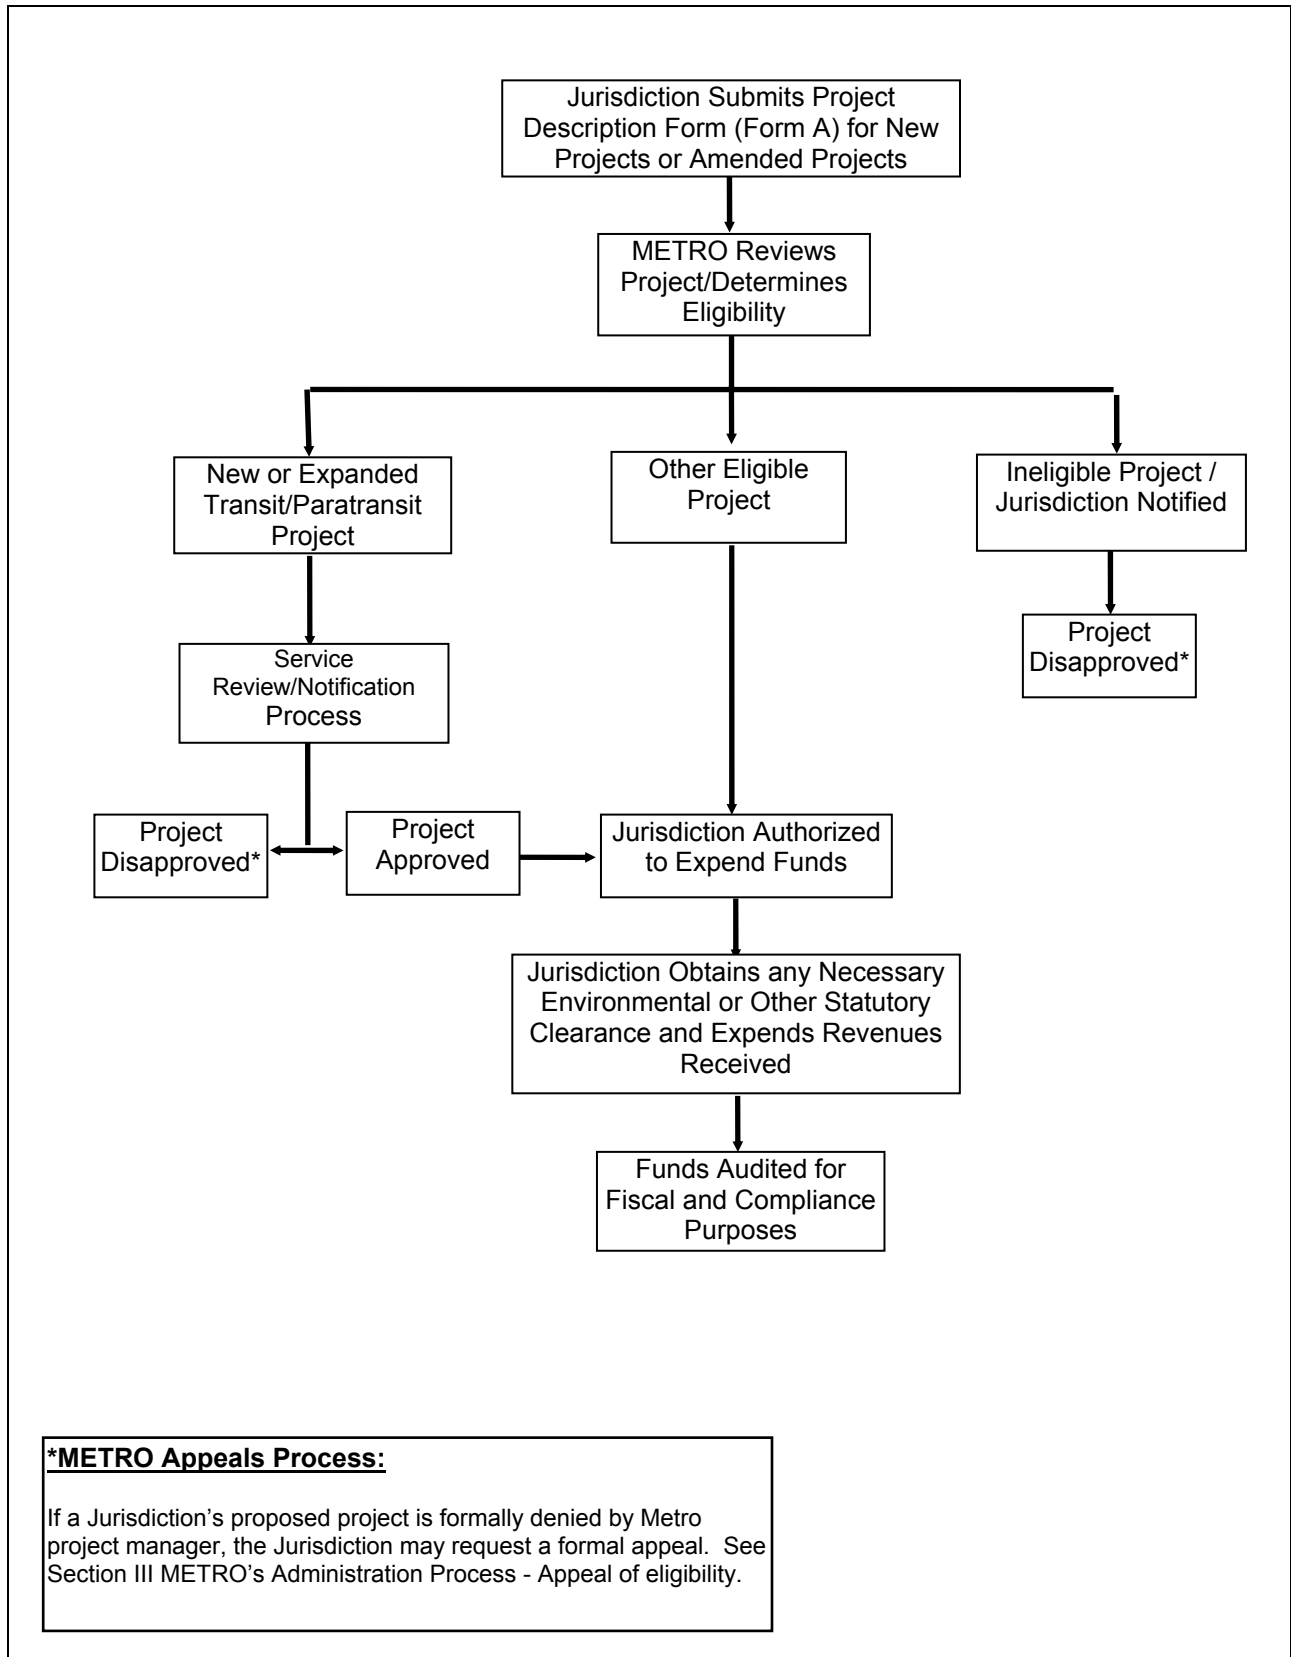 Jurisdiction Submits Project
Description Form (Form A) for New
Projects or Amended Projects
METRO Reviews
Project/Determines
Eligibility
New or Expanded
Transit/Paratransit
Project
Other Eligible
Project
Ineligible Project /
Jurisdiction Notified
Service
Review/Notification
Process
Project
Disapproved*
Project
Disapproved*
Project
Approved
Jurisdiction Authorized
to Expend Funds
Jurisdiction Obtains any Necessary
Environmental or Other Statutory
Clearance and Expends Revenues
Received
Funds Audited for
Fiscal and Compliance
Purposes
*METRO Appeals Process:
If a Jurisdiction’s proposed project is formally denied by Metro
project manager, the Jurisdiction may request a formal appeal.  See
Section III METRO’s Administration Process - Appeal of eligibility.